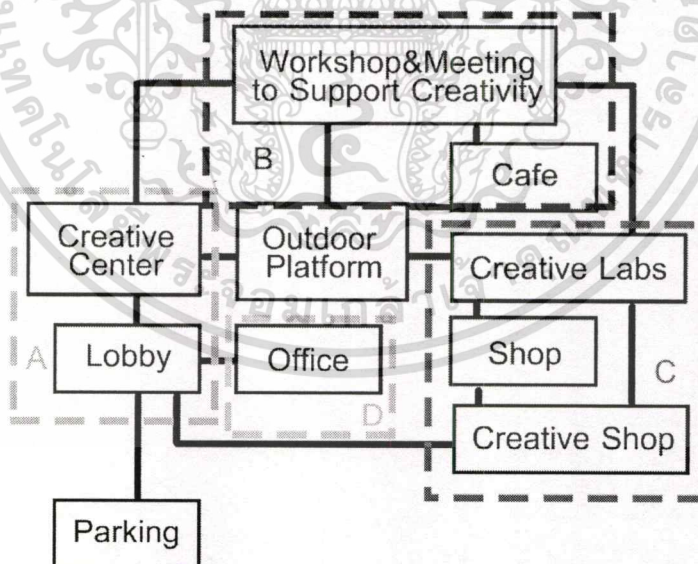 Workshop&Meeting
to Support Creativity
B
Cafe
Creative
Center
Outdoor
Platform
Creative Labs
A
Lobby
Office
Shop
C
D
Creative Shop
Parking